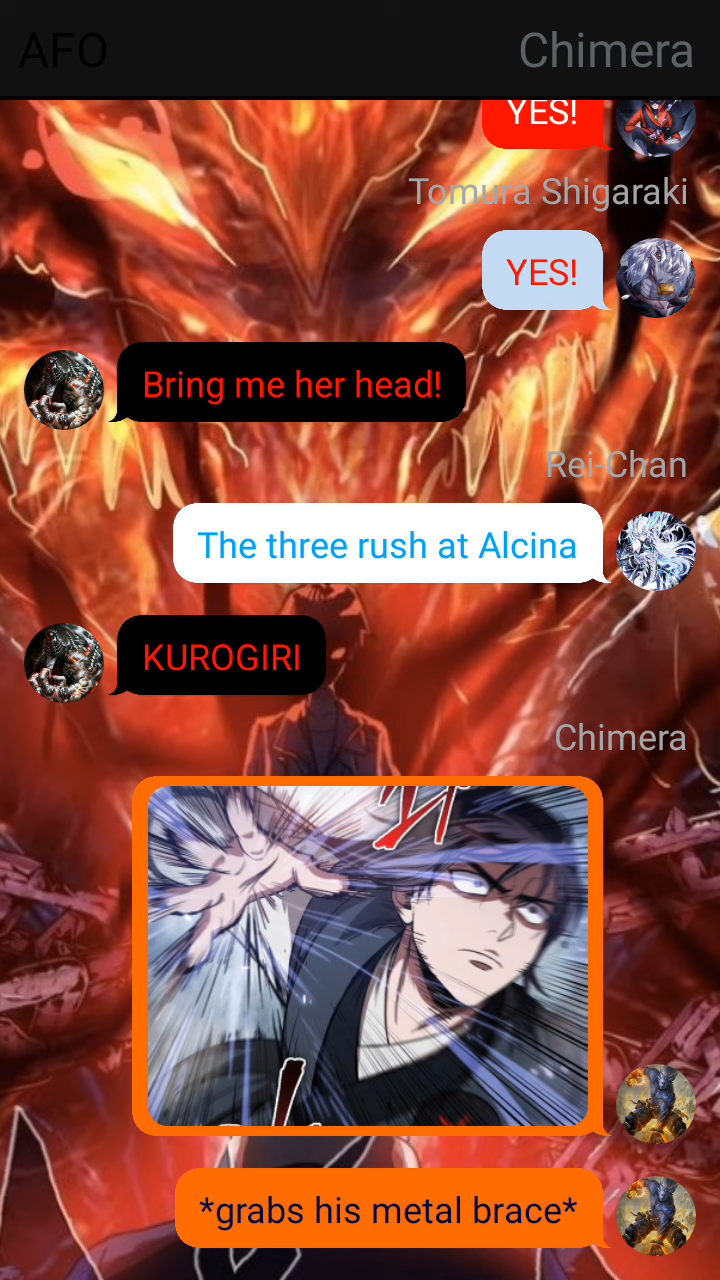 AFO
Chimera
YES!
Tomura Shigaraki
YES!
Bring me her head!
Rei-Chan
The three rush at Alcina
KUROGIRI
Chimera
*grabs his metal brace*